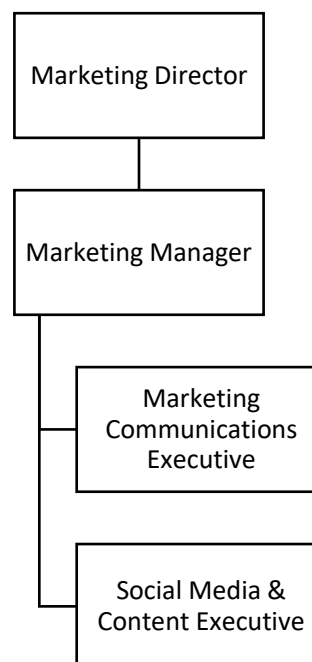 Marketing Director
Marketing Manager
Marketing
Communications
Executive
Social Media &
Content Executive